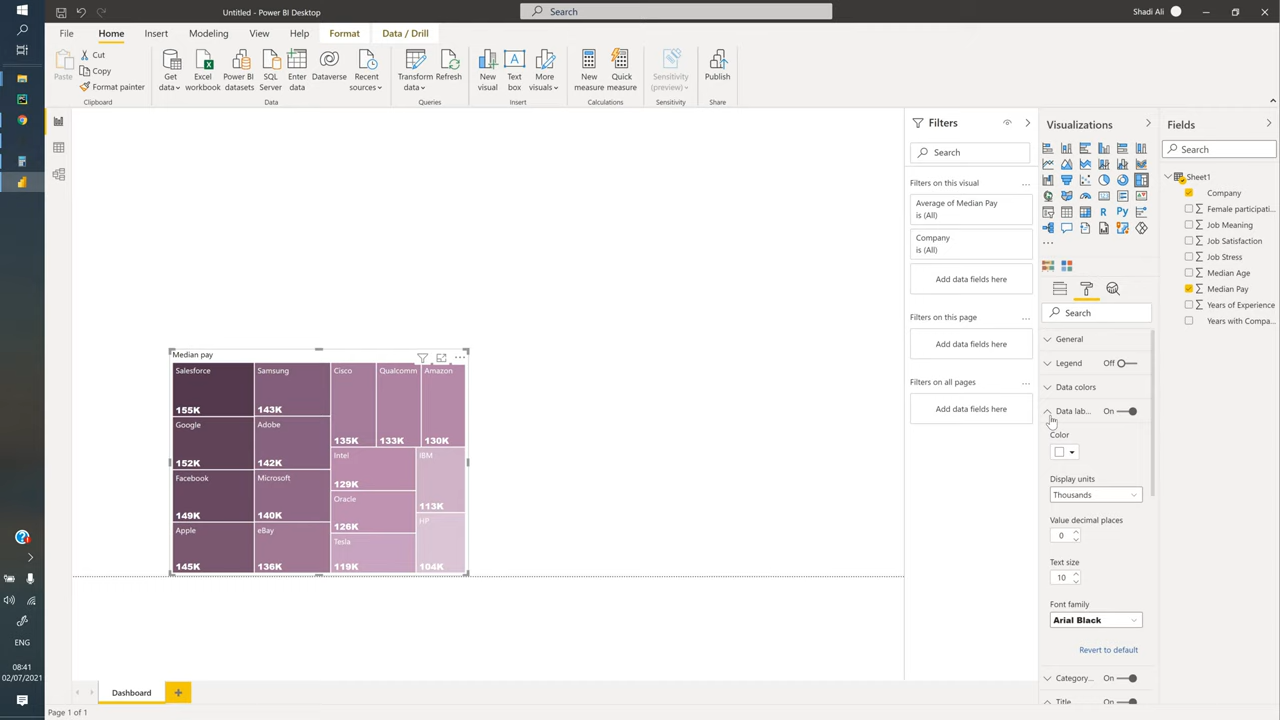 Untitled - Power BI Desktop
Search
Shadi Ali
File
Home
Insert
Modeling
View
Help
Format
Data / Drill
Paste
Cut
Copy
Format painter
Clipboard
Get data
Excel workbook
Power BI datasets
SQL Server
Enter data
Dataverse
Recent sources
Data
Transform data
Refresh
Queries
New visual
Text box
More visuals
Insert
New measure
Quick measure
Calculations
Sensitivity (preview)
Sensitivity
Publish
Share
Median pay
Salesforce
155K
Google
152K
Facebook
149K
Apple
145K
Samsung
143K
Adobe
142K
Microsoft
140K
eBay
136K
Cisco
135K
Qualcomm
133K
Amazon
130K
Intel
129K
Oracle
126K
Tesla
119K
IBM
113K
HP
104K
Filters
Search
Filters on this visual
...
Average of Median Pay
is (All)
Company
is (All)
Add data fields here
Filters on this page
...
Add data fields here
Filters on all pages
...
Add data fields here
Visualizations
R
Py
...
Search
General
Legend
Off
Data colors
Data lab...
On
Color
Display units
Thousands
Value decimal places
0
Text size
10
Font family
Arial Black
Revert to default
Category...
On
Title
On
Fields
Search
Sheet1
Company
Female participati...
Job Meaning
Job Satisfaction
Job Stress
Median Age
Median Pay
Years of Experience
Years with Compa...
ENG
08:41
02/07/2021
Dashboard
Page 1 of 1